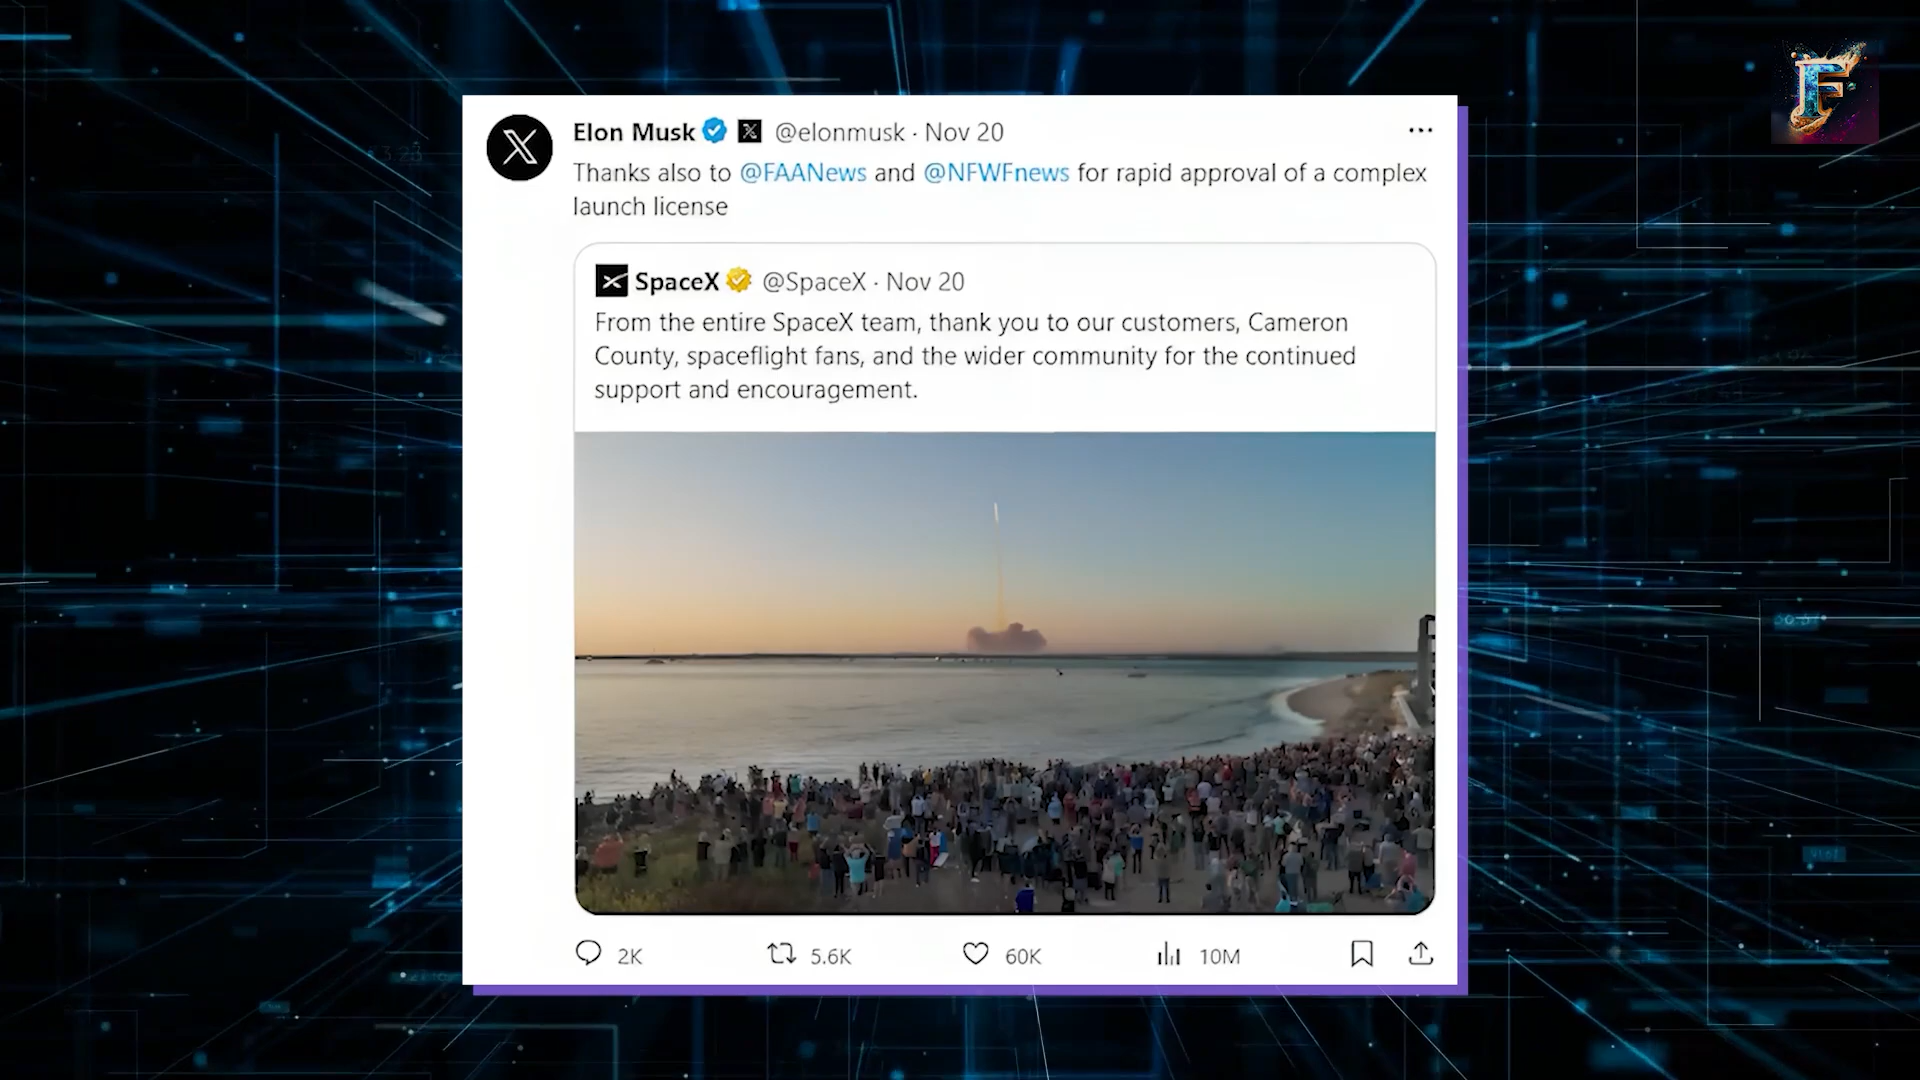 Elon Musk @elonmusk · Nov 20
Thanks also to @FAANews and @NFWFnews for rapid approval of a complex
launch license
SpaceX @SpaceX · Nov 20
From the entire SpaceX team, thank you to our customers, Cameron
County, spaceflight fans, and the wider community for the continued
support and encouragement.
2K 5.6K 60K 10M
F